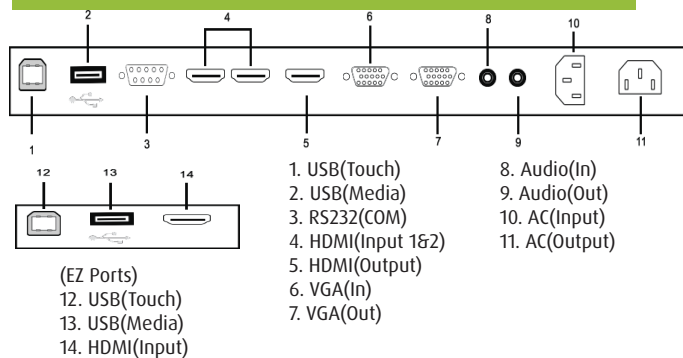 2
4
6
8
10
1
3
5
7
9
11
12
13
14
1. USB(Touch)
2. USB(Media)
3. RS232(COM)
4. HDMI(Input 1&2)
5. HDMI(Output)
6. VGA(In)
7. VGA(Out)
8. Audio(In)
9. Audio(Out)
10. AC(Input)
11. AC(Output)
(EZ Ports)
12. USB(Touch)
13. USB(Media)
14. HDMI(Input)